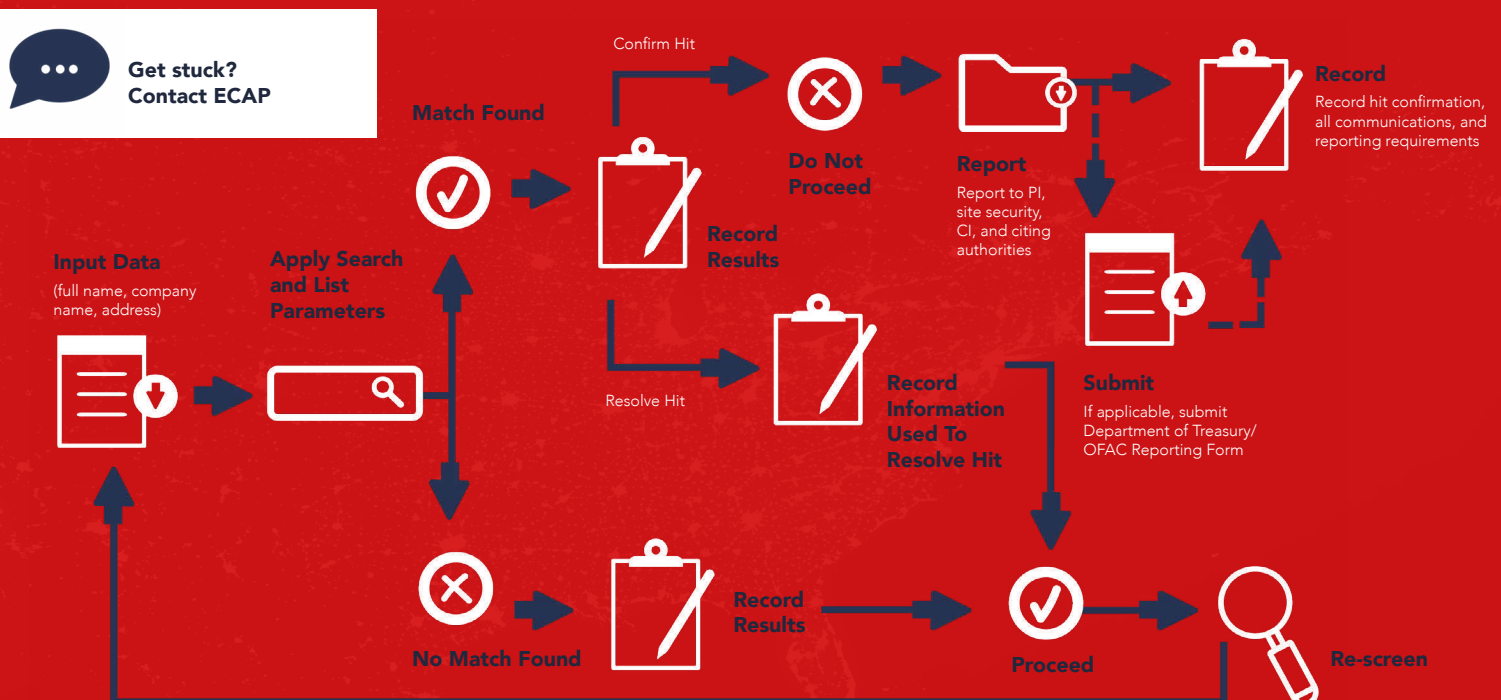 Get stuck?
Contact ECAP
Input Data
(full name, company
name, address)
Apply Search
and List
Parameters
Match Found
Record
Results
Confirm Hit
Do Not
Proceed
Report
Report to PI,
site security,
CI, and citing
authorities
Record
Record hit confirmation,
all communications, and
reporting requirements
Submit
If applicable, submit
Department of Treasury/
OFAC Reporting Form
Resolve Hit
Record
Information
Used To
Resolve Hit
No Match Found
Record
Results
Proceed
Re-screen